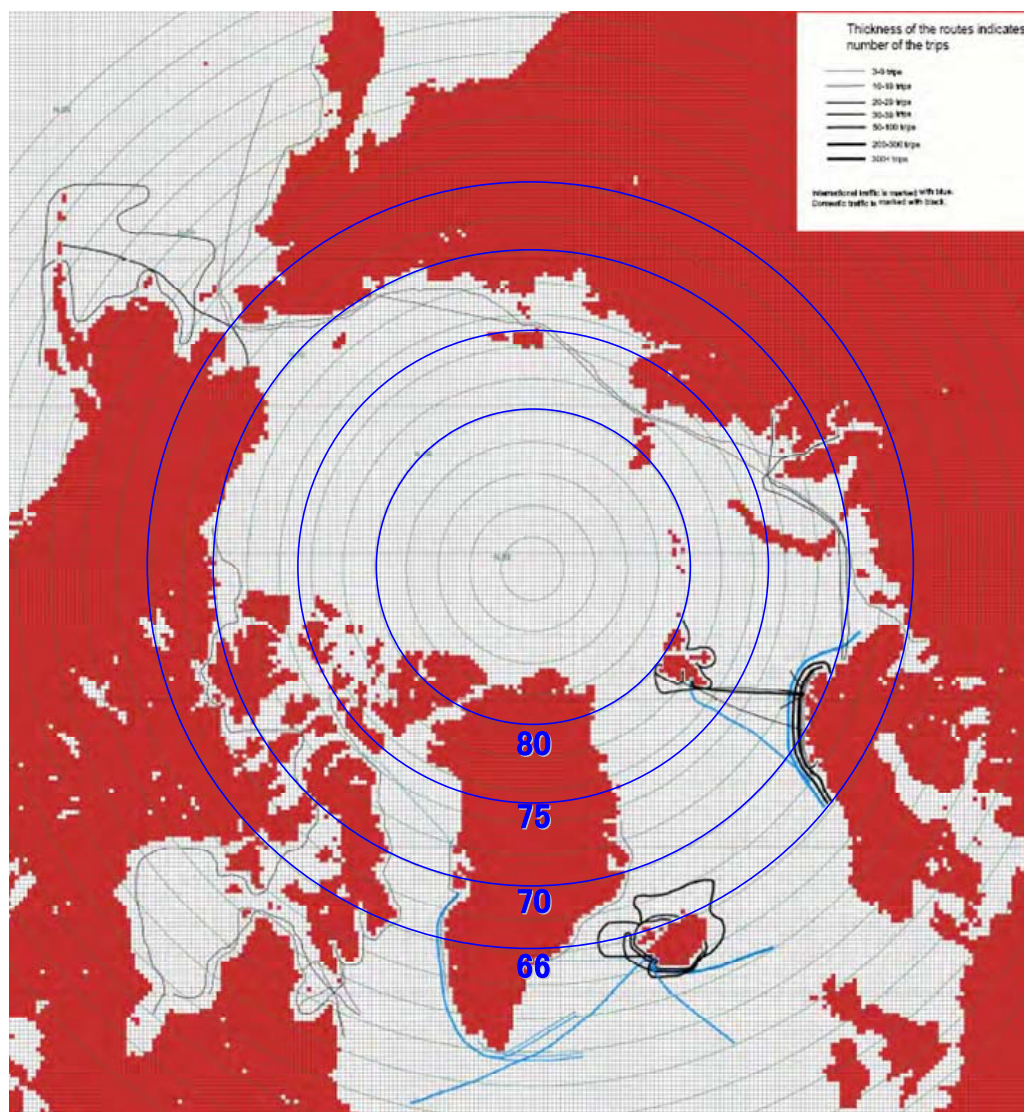 Thickness of the routes indicates
number of the trips
3-9 trips
10-19 trips
20-29 trips
30-39 trips
50-100 trips
200-300 trips
300+ trips
International traffic is marked with blue.
Domestic traffic is marked with black.
80
75
70
66